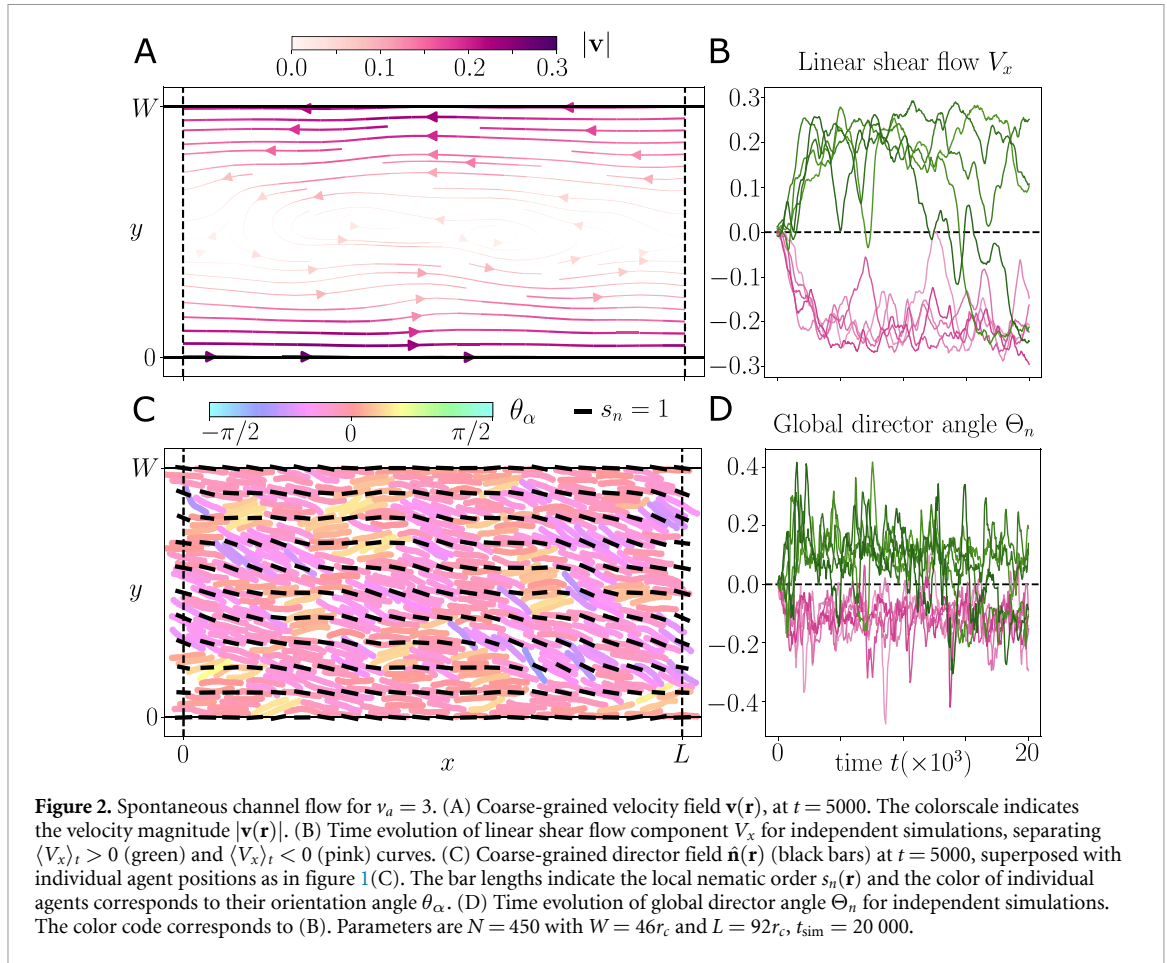 A
|v|
0.0 0.1 0.2 0.3
W
y
0
B
Linear shear flow Vₓ
0.3
0.2
0.1
0.0
−0.1
−0.2
−0.3
C
θ_α
s_n = 1
−π/2 0 π/2
W
y
0
0 x L
D
Global director angle Θ_n
0.4
0.2
0.0
−0.2
−0.4
0 20
time t(×10³)
Figure 2. Spontaneous channel flow for vₐ = 3. (A) Coarse-grained velocity field v(r), at t = 5000. The colorscale indicates
the velocity magnitude |v(r)|. (B) Time evolution of linear shear flow component Vₓ for independent simulations, separating
⟨Vₓ⟩ₜ > 0 (green) and ⟨Vₓ⟩ₜ < 0 (pink) curves. (C) Coarse-grained director field n̂(r) (black bars) at t = 5000, superposed with
individual agent positions as in figure 1(C). The bar lengths indicate the local nematic order s_n(r) and the color of individual
agents corresponds to their orientation angle θ_α. (D) Time evolution of global director angle Θ_n for independent simulations.
The color code corresponds to (B). Parameters are N = 450 with W = 46r_c and L = 92r_c, t_sim = 20 000.